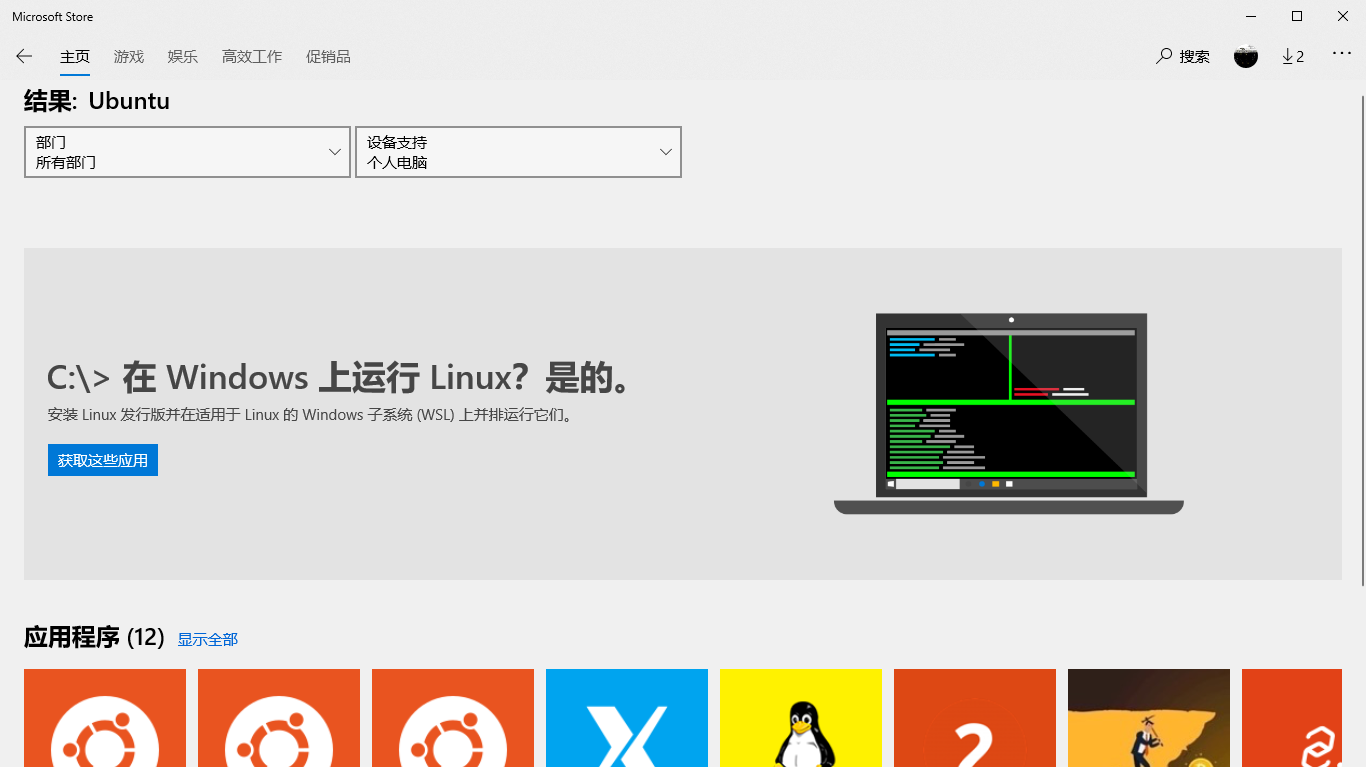 Microsoft Store
主页 游戏 娱乐 高效工作 促销品 搜索 2
结果: Ubuntu
部门
所有部门
设备支持
个人电脑
C:\> 在 Windows 上运行 Linux? 是的。
安装 Linux 发行版并在适用于 Linux 的 Windows 子系统 (WSL) 上并排运行它们。
获取这些应用
应用程序 (12) 显示全部